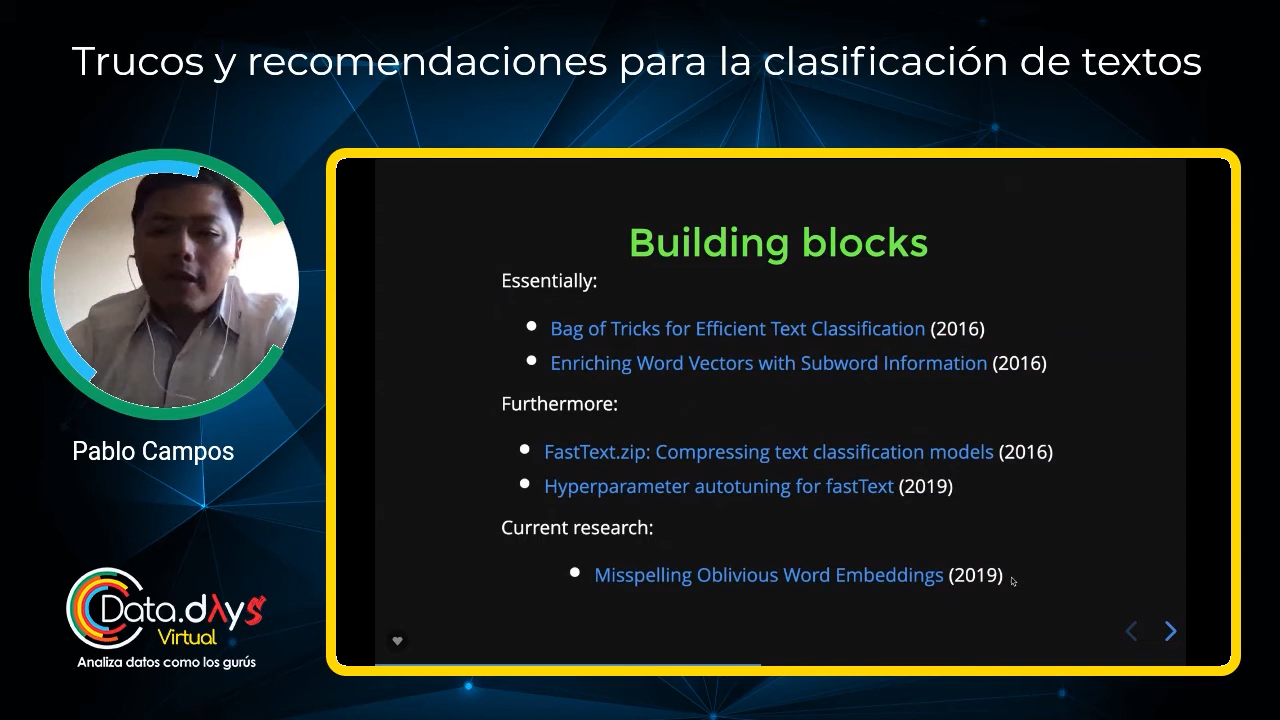 Trucos y recomendaciones para la clasificación de textos
Building blocks
Essentially:
Bag of Tricks for Efficient Text Classification (2016)
Enriching Word Vectors with Subword Information (2016)
Furthermore:
FastText.zip: Compressing text classification models (2016)
Hyperparameter autotuning for fastText (2019)
Current research:
Misspelling Oblivious Word Embeddings (2019)
Pablo Campos
Data.dλys
Virtual
Analiza datos como los gurús